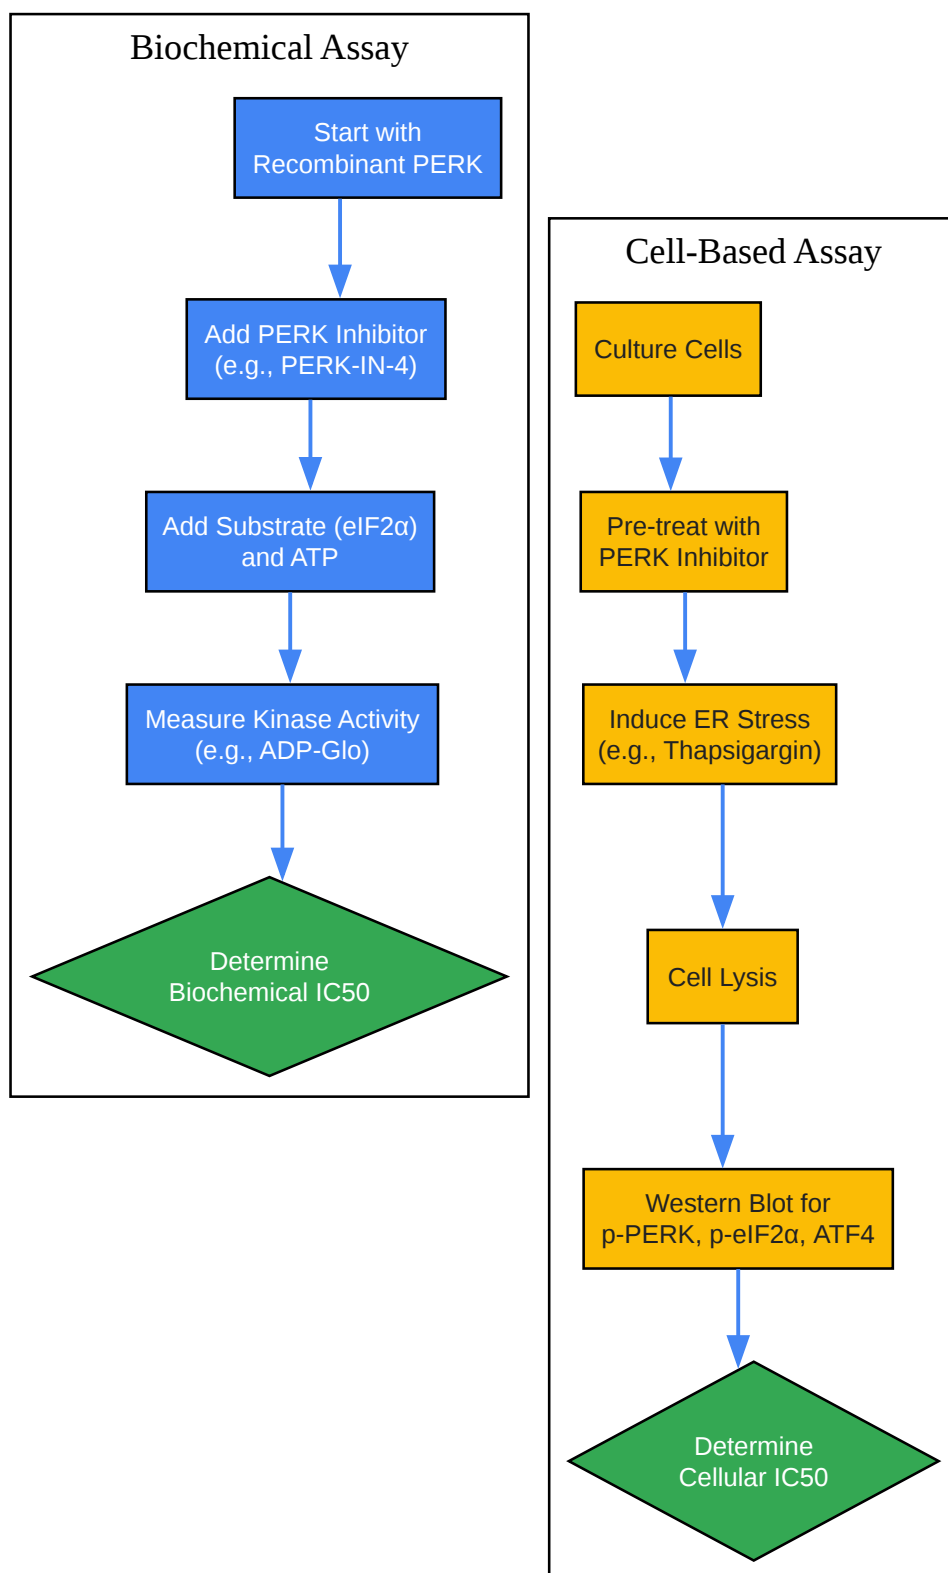 Biochemical Assay
Start with
Recombinant PERK
Add PERK Inhibitor
(e.g., PERK-IN-4)
Add Substrate (eIF2α)
and ATP
Measure Kinase Activity
(e.g., ADP-Glo)
Determine
Biochemical IC50
Cell-Based Assay
Culture Cells
Pre-treat with
PERK Inhibitor
Induce ER Stress
(e.g., Thapsigargin)
Cell Lysis
Western Blot for
p-PERK, p-eIF2α, ATF4
Determine
Cellular IC50